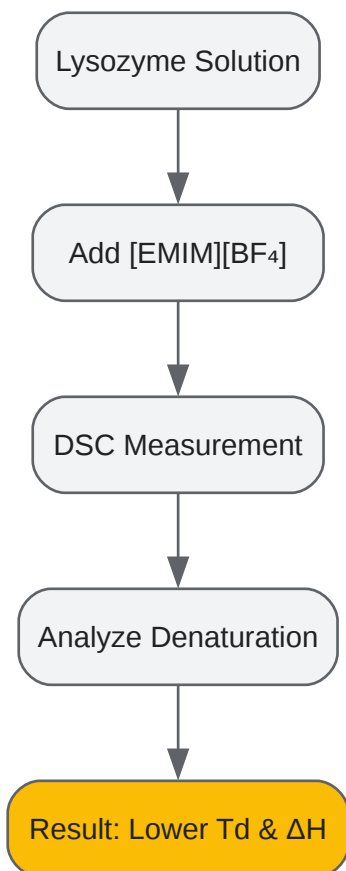 Lysozyme Solution
Add [EMIM][BF₄]
DSC Measurement
Analyze Denaturation
Result: Lower Td & ΔH